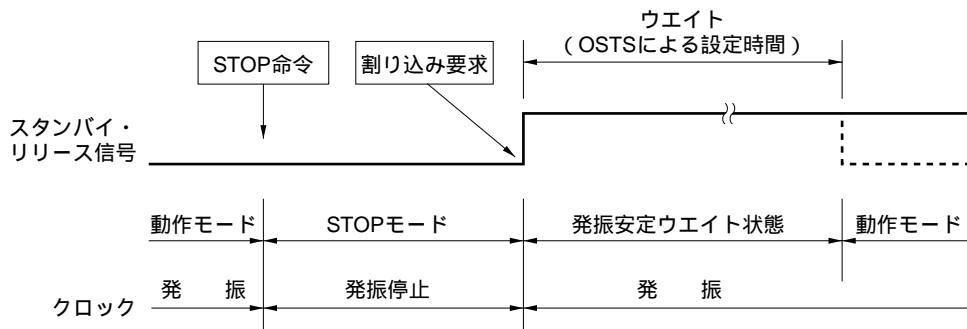 ウエイト
（OSTSによる設定時間）
STOP命令
割り込み要求
スタンバイ・
リリース信号
動作モード
STOPモード
発振安定ウエイト状態
動作モード
クロック
発　振
発振停止
発　振